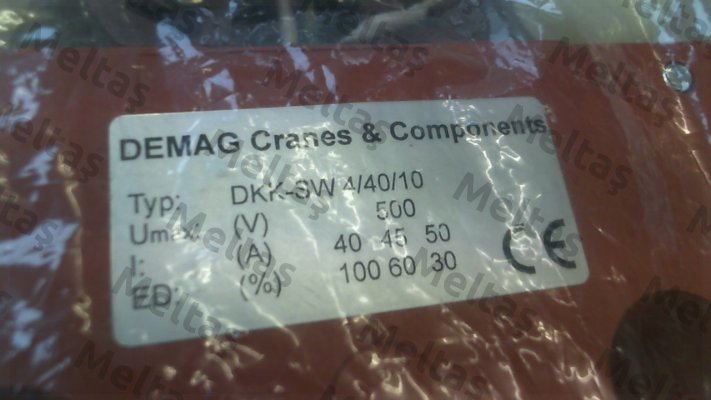 DEMAG Cranes & Components
Typ: DKK-SW 4/40/10
Umax: (V) 500
I: (A) 40 45 50
ED: (%) 100 60 30
CE
Meltaş